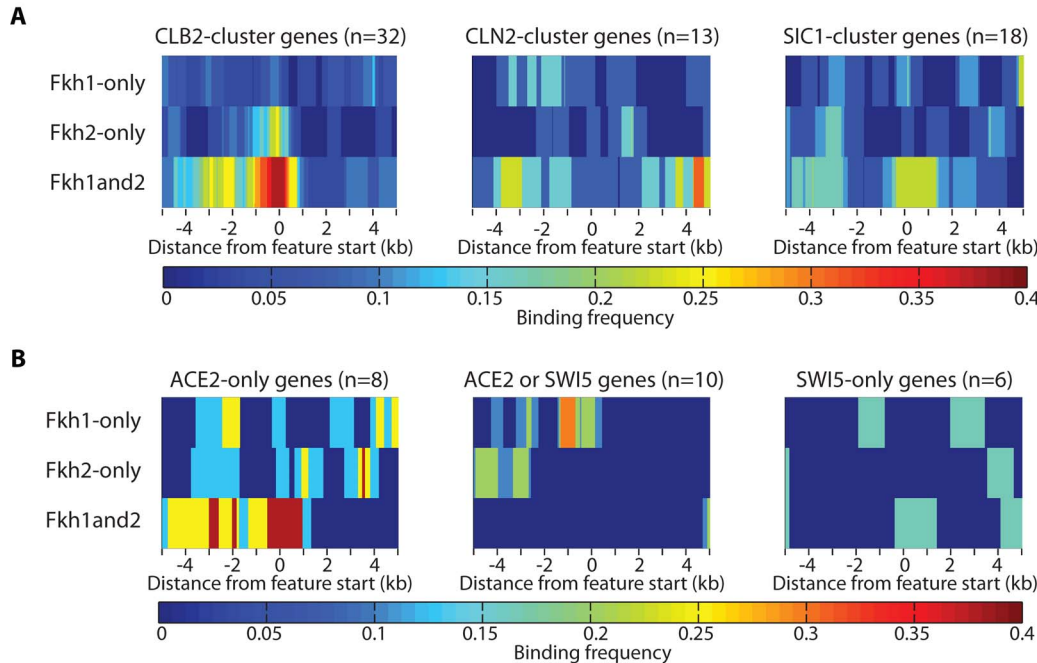 A
CLB2-cluster genes (n=32)
CLN2-cluster genes (n=13)
SIC1-cluster genes (n=18)
Fkh1-only
Fkh2-only
Fkh1and2
-4 -2 0 2 4
-4 -2 0 2 4
-4 -2 0 2 4
Distance from feature start (kb)
Distance from feature start (kb)
Distance from feature start (kb)
0 0.05 0.1 0.15 0.2 0.25 0.3 0.35 0.4
Binding frequency
B
ACE2-only genes (n=8)
ACE2 or SWI5 genes (n=10)
SWI5-only genes (n=6)
Fkh1-only
Fkh2-only
Fkh1and2
-4 -2 0 2 4
-4 -2 0 2 4
-4 -2 0 2 4
Distance from feature start (kb)
Distance from feature start (kb)
Distance from feature start (kb)
0 0.05 0.1 0.15 0.2 0.25 0.3 0.35 0.4
Binding frequency